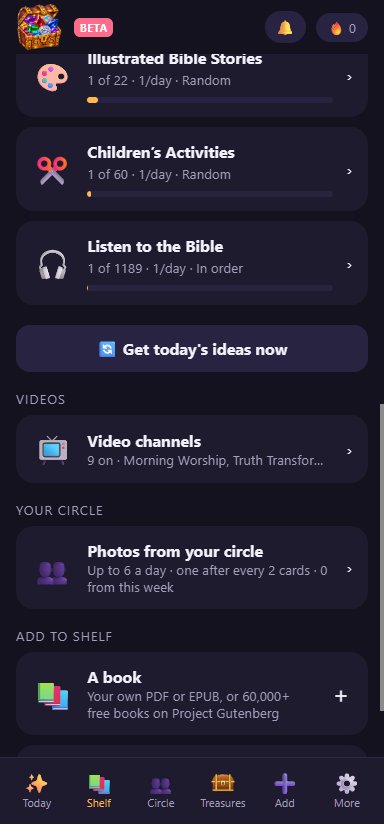 BETA
0
Illustrated Bible Stories
1 of 22 · 1/day · Random
Children's Activities
1 of 60 · 1/day · Random
Listen to the Bible
1 of 1189 · 1/day · In order
Get today's ideas now
VIDEOS
Video channels
9 on · Morning Worship, Truth Transfor...
YOUR CIRCLE
Photos from your circle
Up to 6 a day · one after every 2 cards · 0
from this week
ADD TO SHELF
A book
Your own PDF or EPUB, or 60,000+
free books on Project Gutenberg
Today
Shelf
Circle
Treasures
Add
More